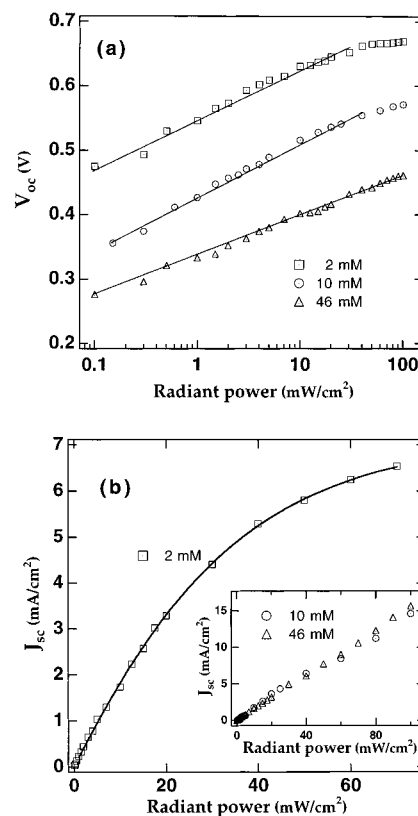 (a)
0.7
0.6
0.5
0.4
0.3
0.2
V_oc (V)
□ 2 mM
○ 10 mM
△ 46 mM
0.1 1 10 100
Radiant power (mW/cm²)
(b)
7
6
5
4
3
2
1
0
J_sc (mA/cm²)
□ 2 mM
15
10
5
0
J_sc (mA/cm²)
○ 10 mM
△ 46 mM
0 40 80
Radiant power (mW/cm²)
0 20 40 60
Radiant power (mW/cm²)